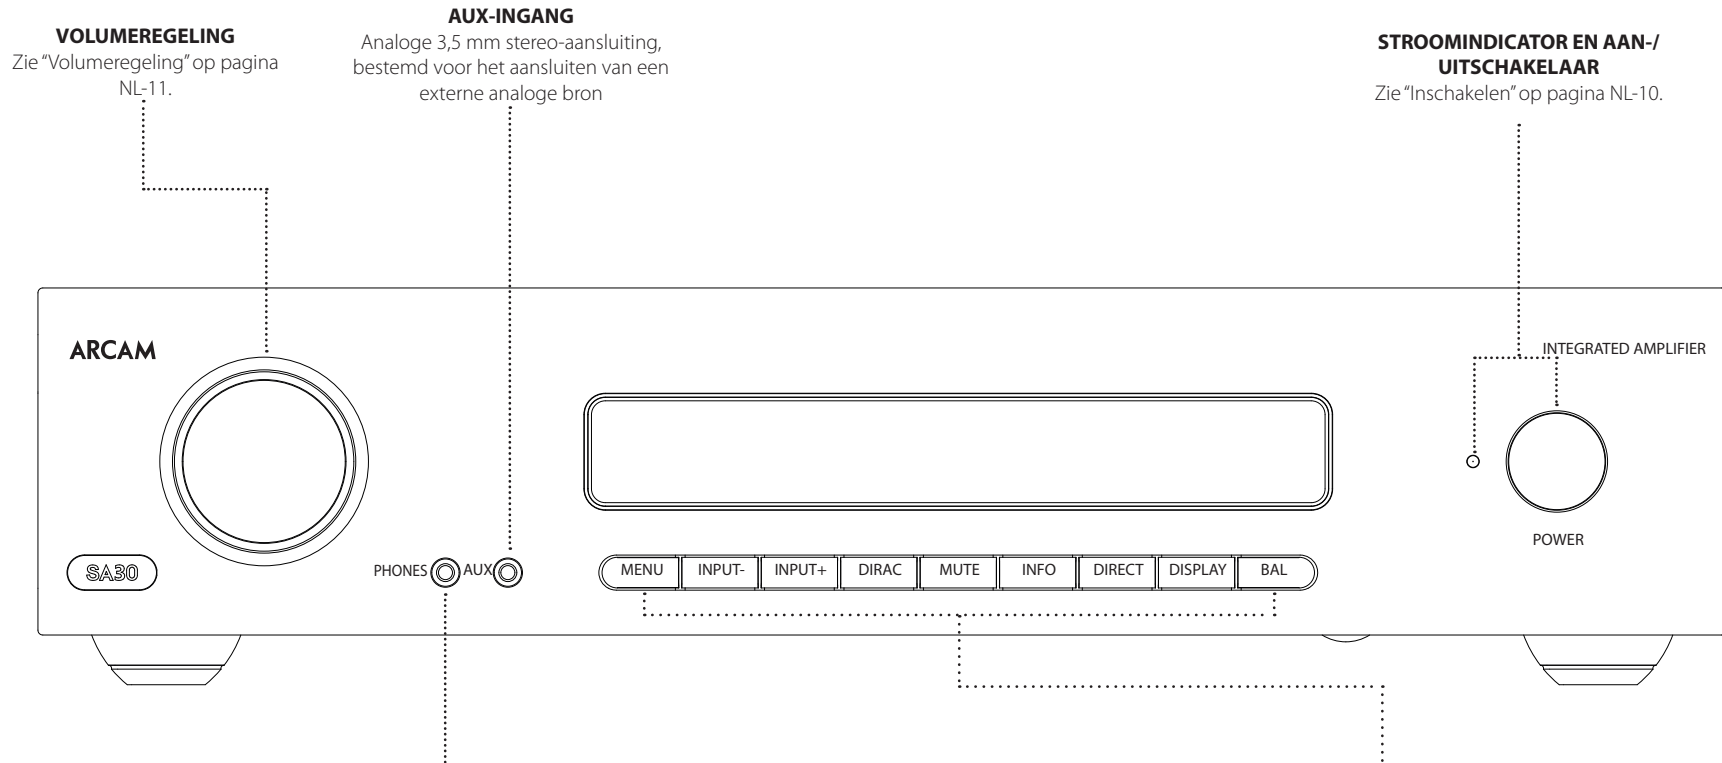 VOLUMEREGELING
Zie “Volumeregeling” op pagina
NL-11.
AUX-INGANG
Analoge 3,5 mm stereo-aansluiting,
bestemd voor het aansluiten van een
externe analoge bron
STROOMINDICATOR EN AAN-/
UITSCHAKELAAR
Zie “Inschakelen” op pagina NL-10.
ARCAM
INTEGRATED AMPLIFIER
POWER
SA30
PHONES AUX
MENU INPUT- INPUT+ DIRAC MUTE INFO DIRECT DISPLAY BAL